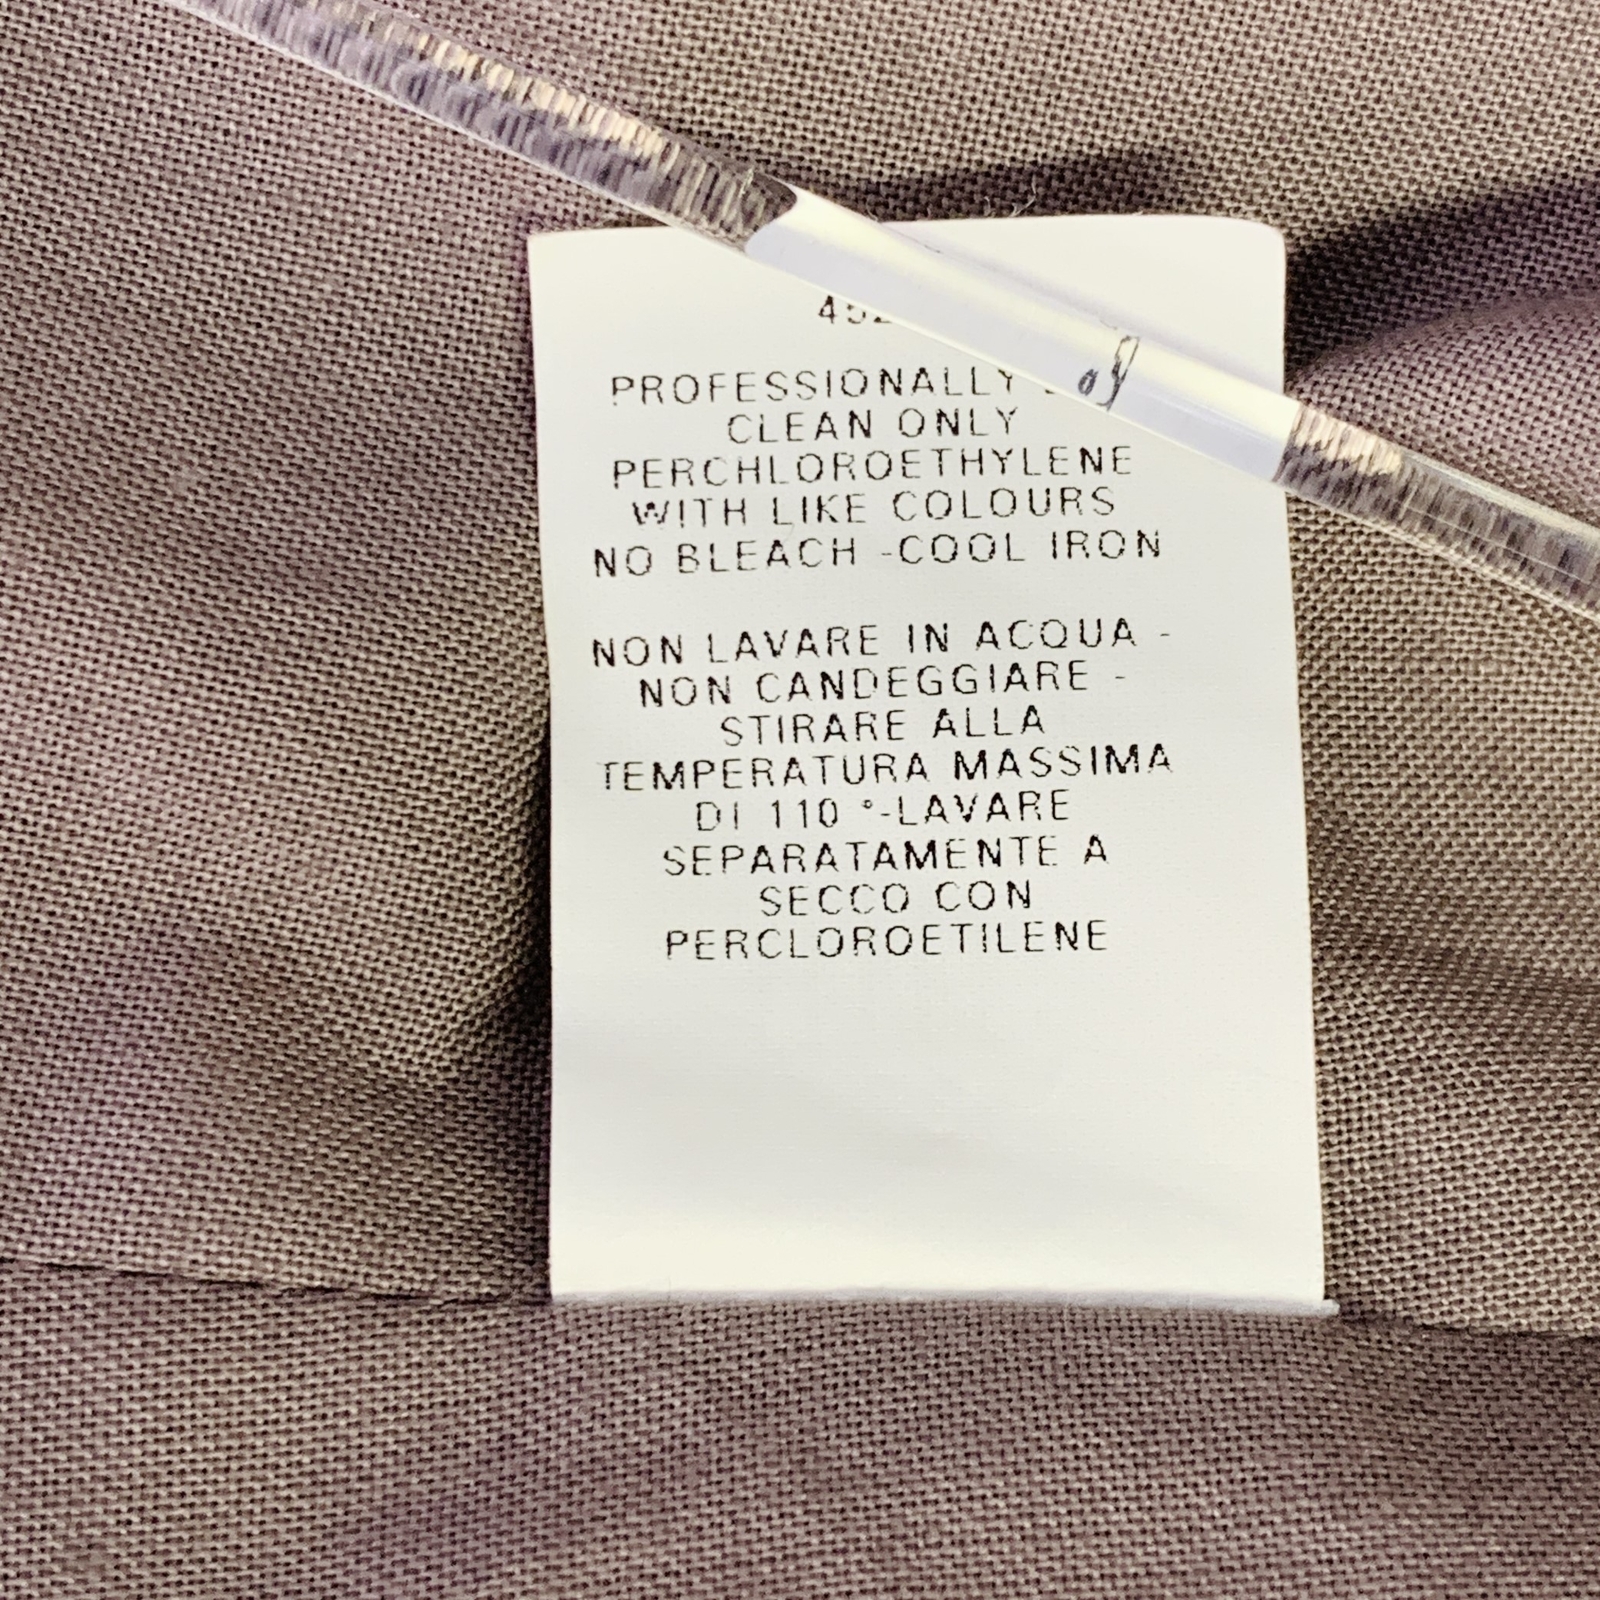 PROFESSIONALLY
CLEAN ONLY
PERCHLOROETHYLENE
WITH LIKE COLOURS
NO BLEACH -COOL IRON
NON LAVARE IN ACQUA -
NON CANDEGGIARE -
STIRARE ALLA
TEMPERATURA MASSIMA
DI 110 °-LAVARE
SEPARATAMENTE A
SECCO CON
PERCLOROETILENE